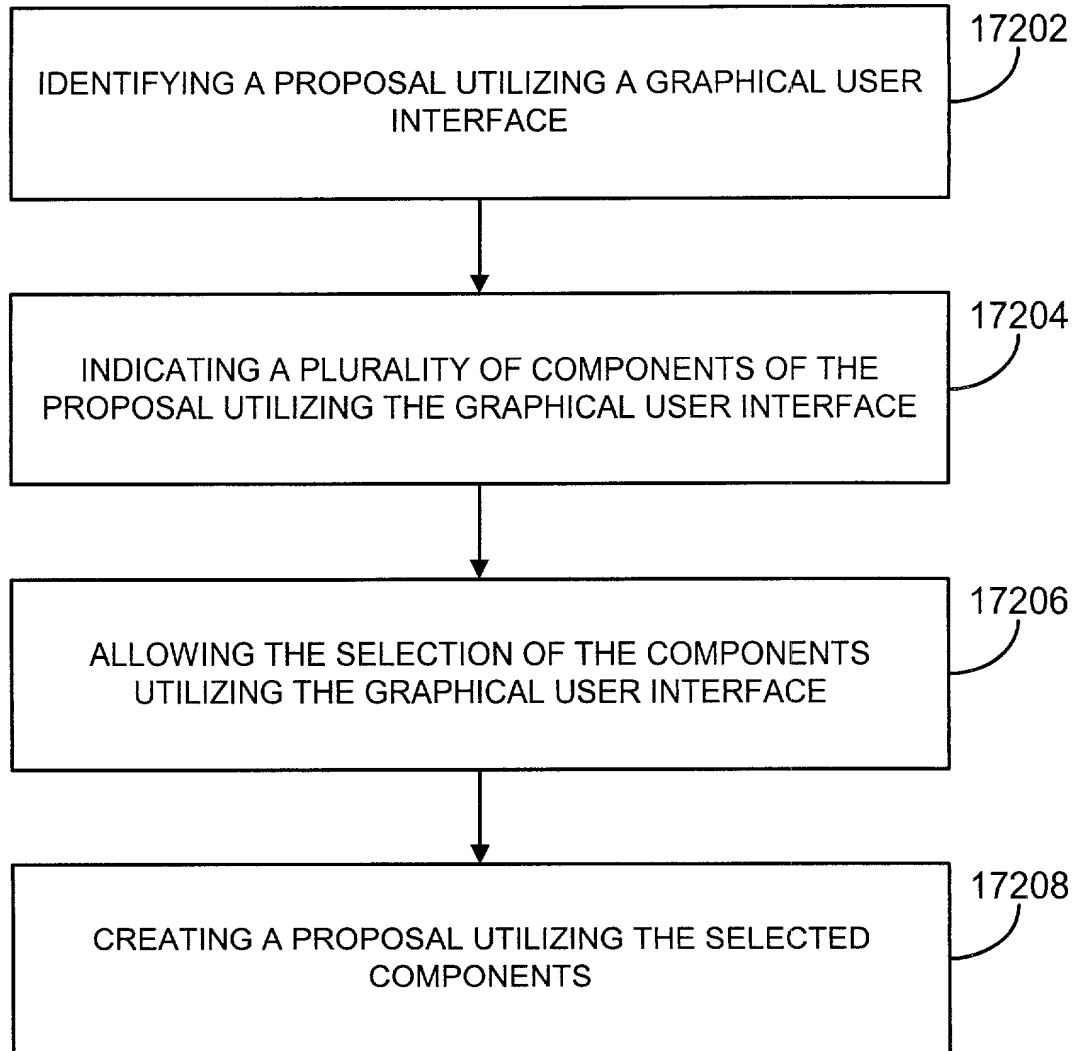 17202
IDENTIFYING A PROPOSAL UTILIZING A GRAPHICAL USER
INTERFACE
17204
INDICATING A PLURALITY OF COMPONENTS OF THE
PROPOSAL UTILIZING THE GRAPHICAL USER INTERFACE
17206
ALLOWING THE SELECTION OF THE COMPONENTS
UTILIZING THE GRAPHICAL USER INTERFACE
17208
CREATING A PROPOSAL UTILIZING THE SELECTED
COMPONENTS